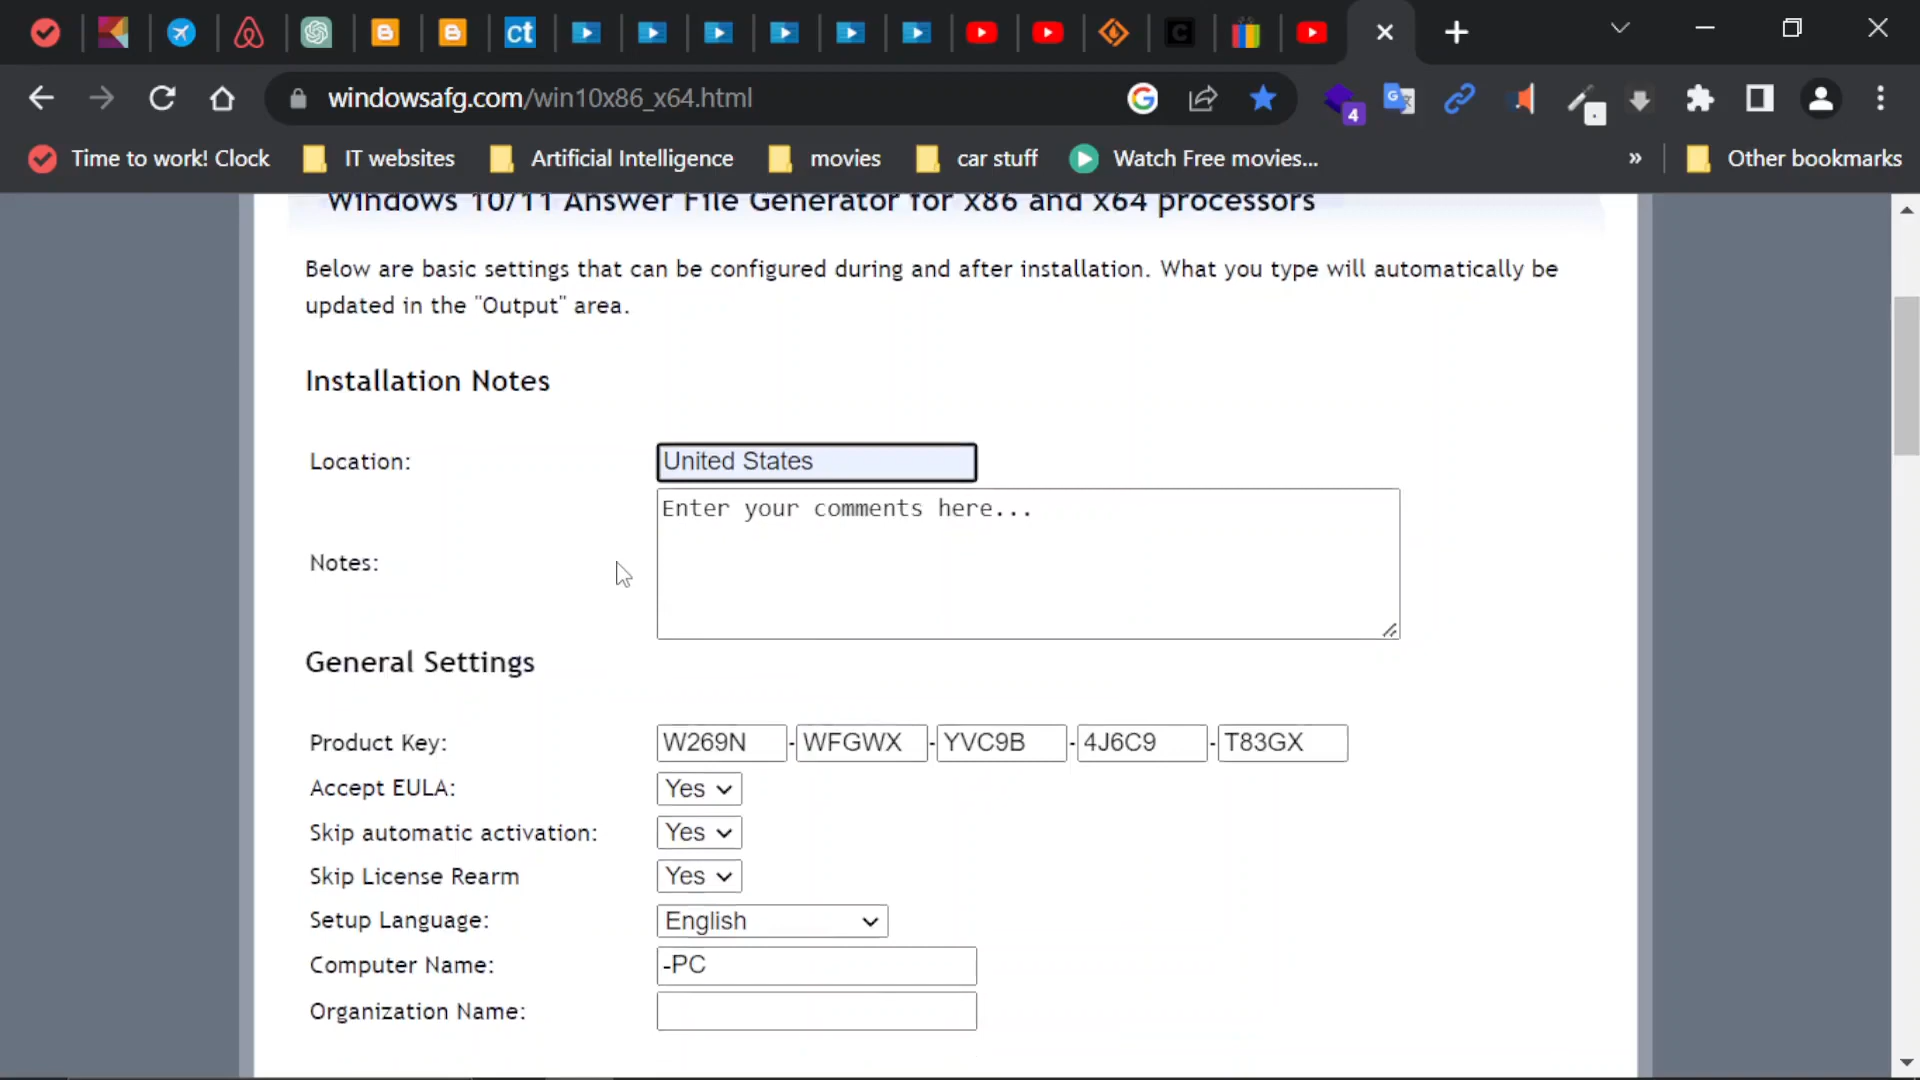 ct
windowsafg.com/win10x86_x64.html
4
Time to work! Clock
IT websites
Artificial Intelligence
movies
car stuff
Watch Free movies...
»
Other bookmarks
Windows 10/11 Answer File Generator for x86 and x64 processors
Below are basic settings that can be configured during and after installation. What you type will automatically be
updated in the "Output" area.
Installation Notes
Location:
United States
Enter your comments here...
Notes:
General Settings
Product Key:
W269N - WFGWX - YVC9B - 4J6C9 - T83GX
Accept EULA:
Yes
Skip automatic activation:
Yes
Skip License Rearm
Yes
Setup Language:
English
Computer Name:
-PC
Organization Name: